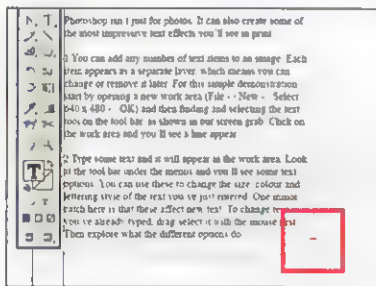 Photoshop isn't just for photos. It can also create some of
the most impressive text effects you'll see in print
1 You can add any number of text items to an image. Each
item appears as a separate layer, which means you can
change or remove it later. For this sample demonstration
start by opening a new work area (File - New - Select
640 x 480 - OK) and then finding and selecting the text
tool on the tool bar as shown in our screen grab. Click on
the work area and you'll see a line appear
2 Type some text and it will appear in the work area. Look
at the tool bar under the menus and you'll see some text
options. You can use these to change the size, colour and
lettering style of the text you've just entered. One minor
catch here is that these affect new text. To change
you've already typed, drag select it with the mouse first
Then explore what the different options do